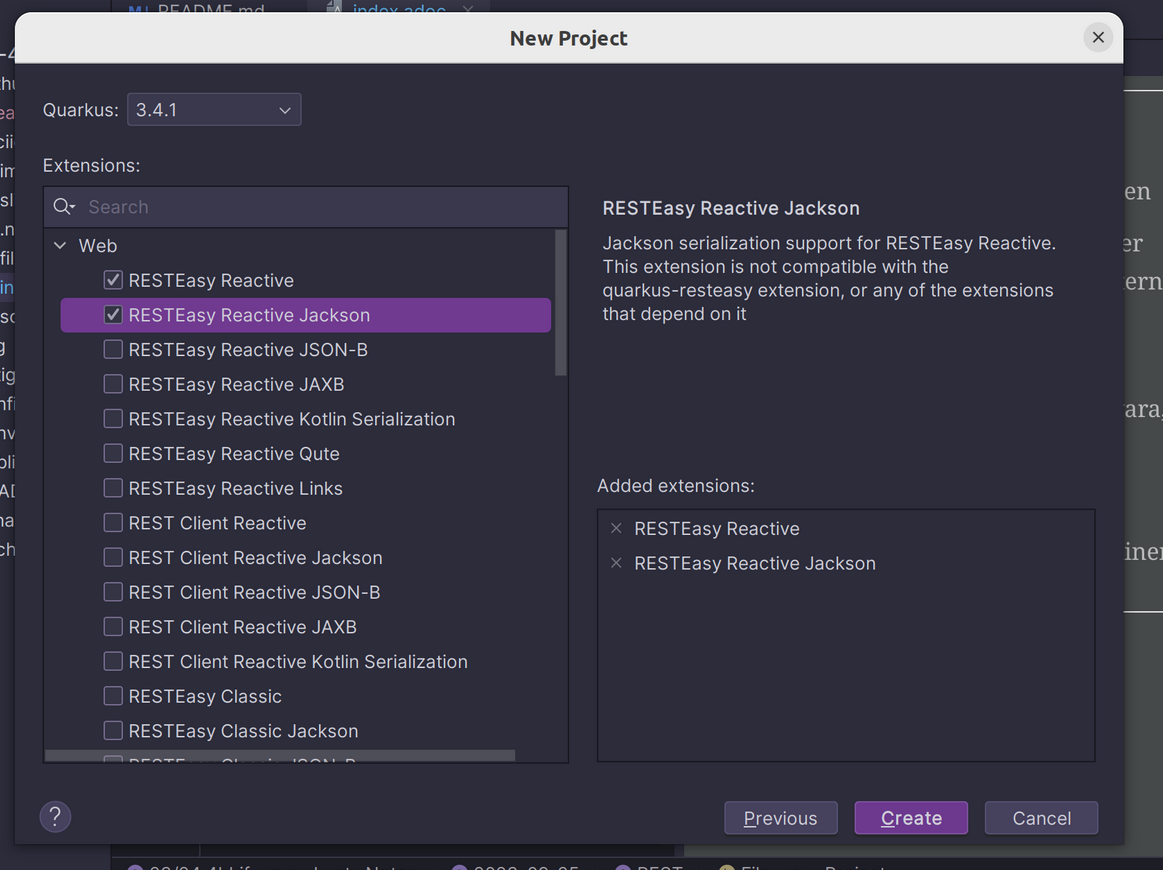 README.md
index.adoc
New Project
Quarkus: 3.4.1
Extensions:
Search
Web
RESTEasy Reactive
RESTEasy Reactive Jackson
RESTEasy Reactive JSON-B
RESTEasy Reactive JAXB
RESTEasy Reactive Kotlin Serialization
RESTEasy Reactive Qute
RESTEasy Reactive Links
REST Client Reactive
REST Client Reactive Jackson
REST Client Reactive JSON-B
REST Client Reactive JAXB
REST Client Reactive Kotlin Serialization
RESTEasy Classic
RESTEasy Classic Jackson
RESTEasy Reactive Jackson
Jackson serialization support for RESTEasy Reactive.
This extension is not compatible with the
quarkus-resteasy extension, or any of the extensions
that depend on it
Added extensions:
RESTEasy Reactive
RESTEasy Reactive Jackson
?
Previous
Create
Cancel